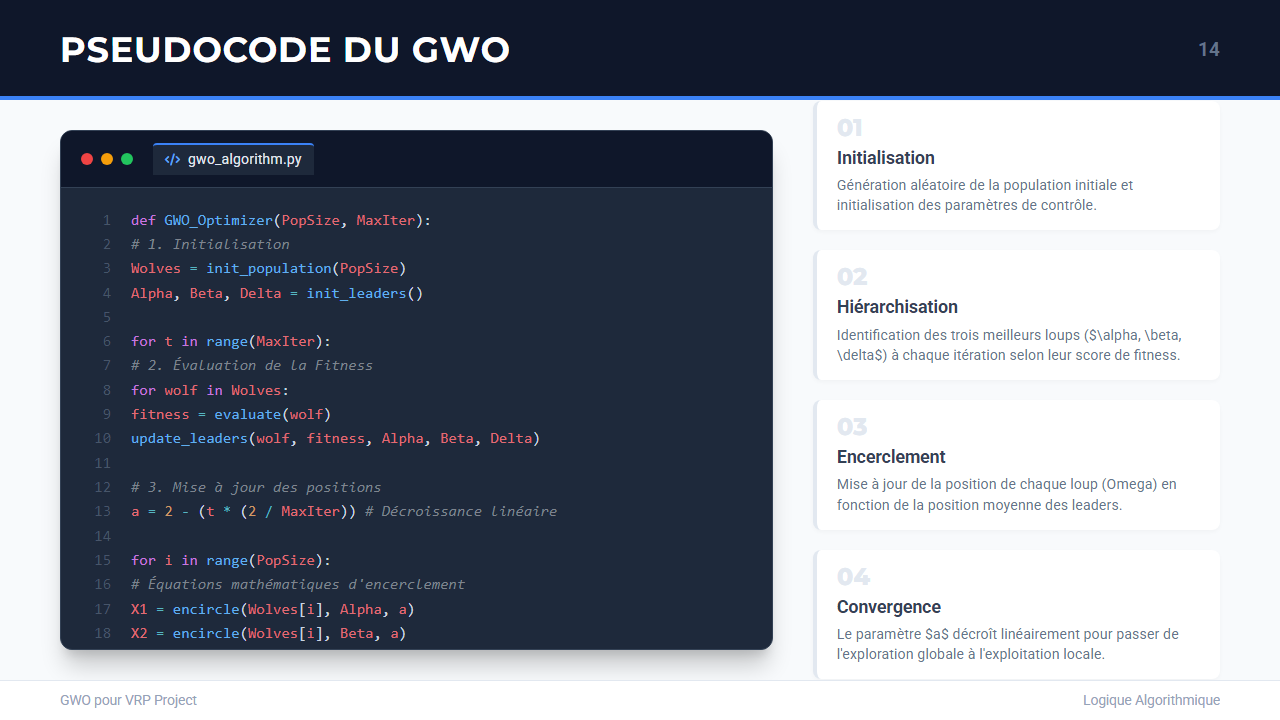 PSEUDOCODE DU GWO
14
</> gwo_algorithm.py
1 def GWO_Optimizer(PopSize, MaxIter):
2 # 1. Initialisation
3 Wolves = init_population(PopSize)
4 Alpha, Beta, Delta = init_leaders()
5
6 for t in range(MaxIter):
7 # 2. Évaluation de la Fitness
8 for wolf in Wolves:
9 fitness = evaluate(wolf)
10 update_leaders(wolf, fitness, Alpha, Beta, Delta)
11
12 # 3. Mise à jour des positions
13 a = 2 - (t * (2 / MaxIter)) # Décroissance linéaire
14
15 for i in range(PopSize):
16 # Équations mathématiques d'encerclement
17 X1 = encircle(Wolves[i], Alpha, a)
18 X2 = encircle(Wolves[i], Beta, a)
01
Initialisation
Génération aléatoire de la population initiale et
initialisation des paramètres de contrôle.
02
Hiérarchisation
Identification des trois meilleurs loups ($\alpha, \beta,
\delta$) à chaque itération selon leur score de fitness.
03
Encerclement
Mise à jour de la position de chaque loup (Omega) en
fonction de la position moyenne des leaders.
04
Convergence
Le paramètre $a$ décroît linéairement pour passer de
l'exploration globale à l'exploitation locale.
GWO pour VRP Project
Logique Algorithmique